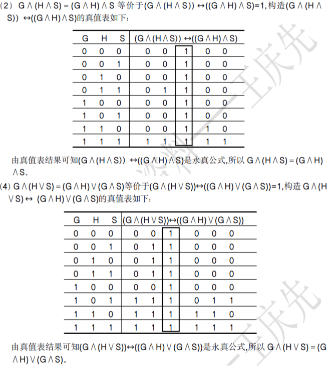 (2) G∧(H∧S)=(G∧H)∧S 等价于(G∧(H∧S))↔((G∧H)∧S)=1,构造(G∧(H∧
S)) ↔((G∧H)∧S)的真值表如下：
G H S (G∧(H∧S)) ↔((G∧H)∧S)
0 0 0 0 0 1 0 0
0 0 1 0 0 1 0 0
0 1 0 0 0 1 0 0
0 1 1 0 1 1 0 0
1 0 0 0 0 1 0 0
1 0 1 0 0 1 0 0
1 1 0 0 0 1 1 0
1 1 1 1 1 1 1 1
由真值表结果可知(G∧(H∧S)) ↔((G∧H)∧S)是永真公式,所以 G∧(H∧S)=(G∧H)
∧S.
(4) G∧(H∨S)=(G∧H)∨(G∧S)等价于(G∧(H∨S))↔((G∧H)∨(G∧S))=1,构造 G∧(H
∨S)↔ (G∧H)∨(G∧S)的真值表如下：
G H S (G∧(H∨S))↔((G∧H)∨(G∧S))
0 0 0 0 0 1 0 0 0
0 0 1 0 1 1 0 0 0
0 1 0 0 1 1 0 0 0
0 1 1 0 1 1 0 0 0
1 0 0 0 0 1 0 0 0
1 0 1 1 1 1 0 1 1
1 1 0 1 1 1 1 1 0
1 1 1 1 1 1 1 1 1
由真值表结果可知(G∧(H∨S))↔((G∧H)∨(G∧S))是永真公式,所以 G∧(H∨S)=(G
∧H)∨(G∧S).
——王庆先
——王庆先